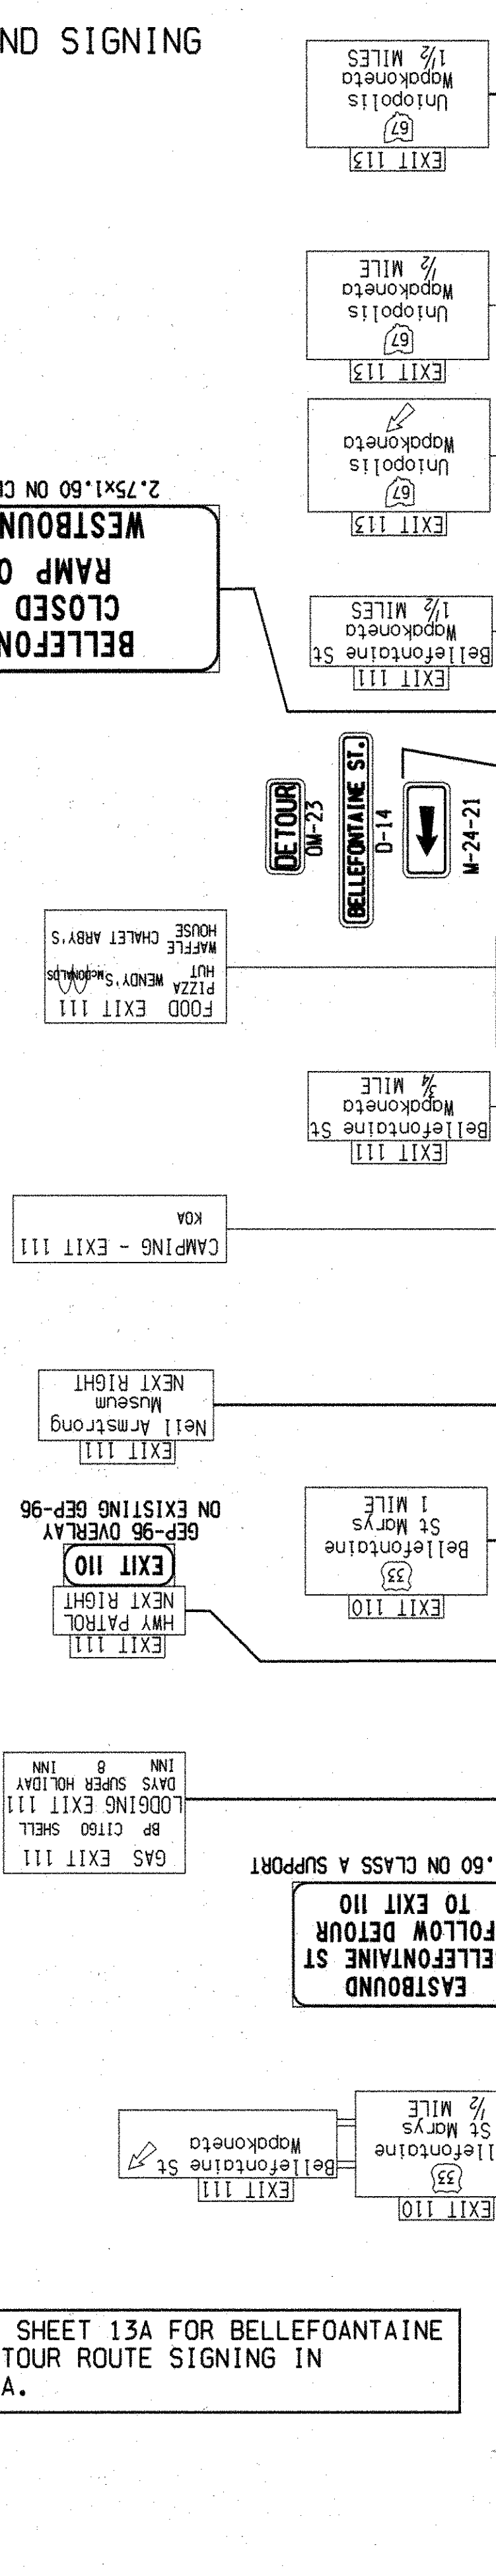 ND SIGNING
EXIT 113
67
Uniopolis
Wapakoneta
1½ MILES
EXIT 113
67
Uniopolis
Wapakoneta
½ MILE
EXIT 113
67
Uniopolis
Wapakoneta
2.75x1.60 ON CL
BELLEFON
CLOSED
RAMP O
WESTBOUN
EXIT 111
Bellefontaine St
Wapakoneta
1½ MILES
DETOUR
OM-23
BELLEFONTAINE ST.
D-14
M-24-21
FOOD EXIT 111
PIZZA HUT WENDY'S McDONALDS
WAFFLE HOUSE CHALET ARBY'S
EXIT 111
Bellefontaine St
Wapakoneta
¾ MILE
CAMPING - EXIT 111
KOA
EXIT 111
Neil Armstrong
Museum
NEXT RIGHT
GEP-96 OVERLAY
ON EXISTING GEP-96
EXIT 110
EXIT 111
HWY PATROL
NEXT RIGHT
EXIT 110
33
Bellefontaine
St Marys
1 MILE
GAS EXIT 111
BP CITGO SHELL
LODGING EXIT 111
DAYS SUPER HOLIDAY
INN 8 INN
.60 ON CLASS A SUPPORT
EASTBOUND
ELLEFONTAINE ST
FOLLOW DETOUR
TO EXIT 110
EXIT 111
Bellefontaine St
Wapakoneta
EXIT 110
33
llefontaine
St Marys
½ MILE
SHEET 13A FOR BELLEFOANTAINE
TOUR ROUTE SIGNING IN
A.